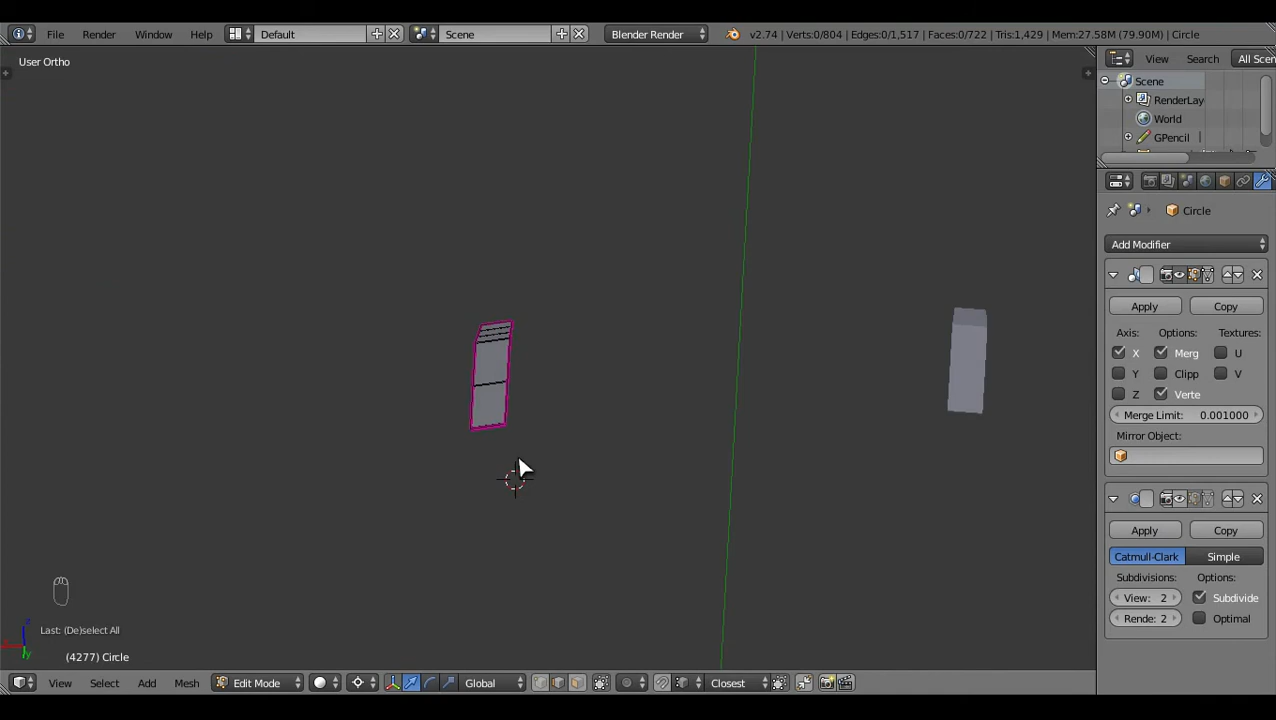 File Render Window Help Default Scene Blender Render v2.74 | Verts:0/804 | Edges:0/1,517 | Faces:0/722 | Tris:1,429 | Mem:27.58M (79.90M) | Circle
User Ortho
View Search All Scen
Scene
RenderLay
World
GPencil
Circle
Add Modifier
Apply Copy
Axis: Options: Textures:
X Merg U
Y Clipp V
Z Verte
Merge Limit: 0.001000
Mirror Object:
Apply Copy
Catmull-Clark Simple
Subdivisions: Options:
View: 2 Subdivide
Rende: 2 Optimal
Last: (De)select All
(4277) Circle
View Select Add Mesh Edit Mode Global Closest